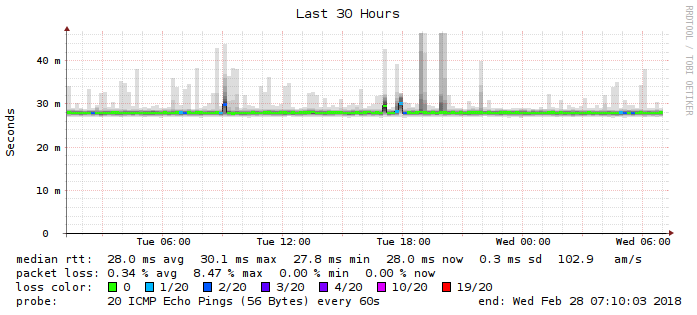 Last 30 Hours
RRDTOOL / TOBI OETIKER
Seconds
40 m
30 m
20 m
10 m
0
Tue 06:00 Tue 12:00 Tue 18:00 Wed 00:00 Wed 06:00
median rtt: 28.0 ms avg 30.1 ms max 27.8 ms min 28.0 ms now 0.3 ms sd 102.9 am/s
packet loss: 0.34 % avg 8.47 % max 0.00 % min 0.00 % now
loss color: 0 1/20 2/20 3/20 4/20 10/20 19/20
probe: 20 ICMP Echo Pings (56 Bytes) every 60s end: Wed Feb 28 07:10:03 2018